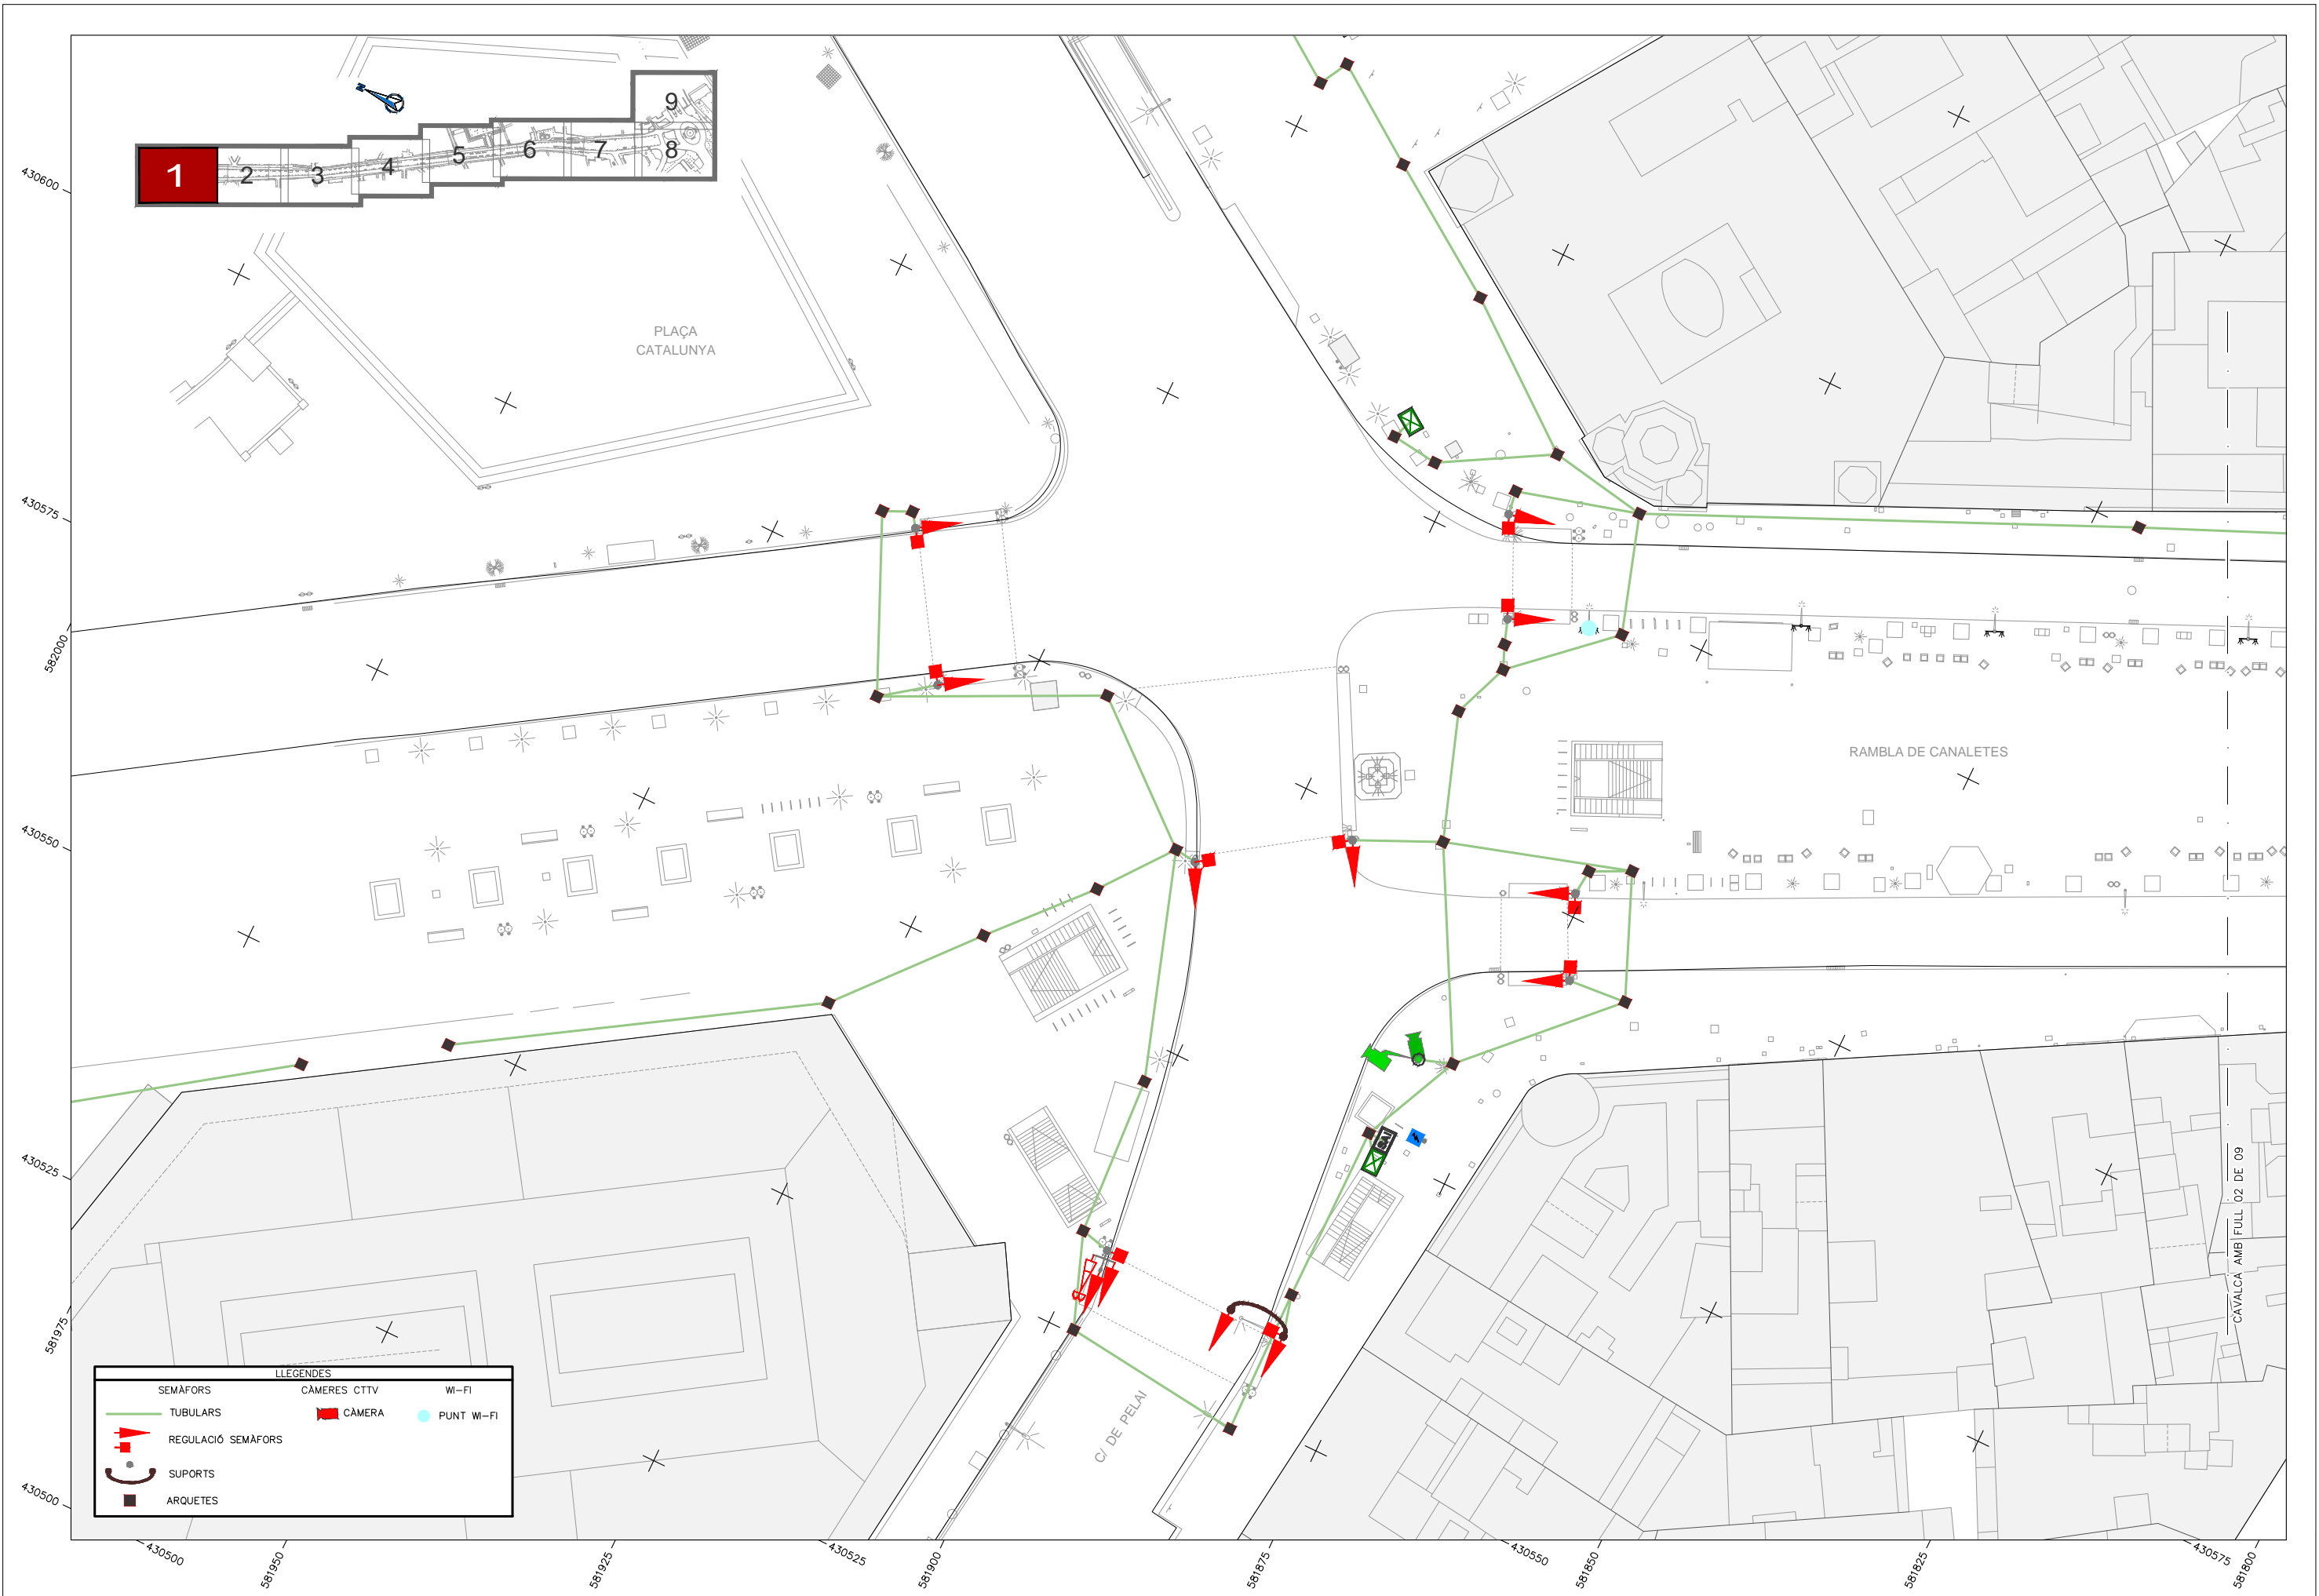 9
1
2
3
4
5
6
7
8
430600
PLAÇA
CATALUNYA
430575
582000
RAMBLA DE CANALETES
430550
430525
SAI
CAVALCA AMB FULL 02 DE 09
581975
B
C/ DE PELAI
LLEGENDES
SEMÀFORS
CÀMERES CTTV
WI-FI
TUBULARS
CÀMERA
PUNT WI-FI
REGULACIÓ SEMÀFORS
SUPORTS
ARQUETES
430500
430500
581950
581925
430525
581900
581875
430550
581850
581825
430575
581800